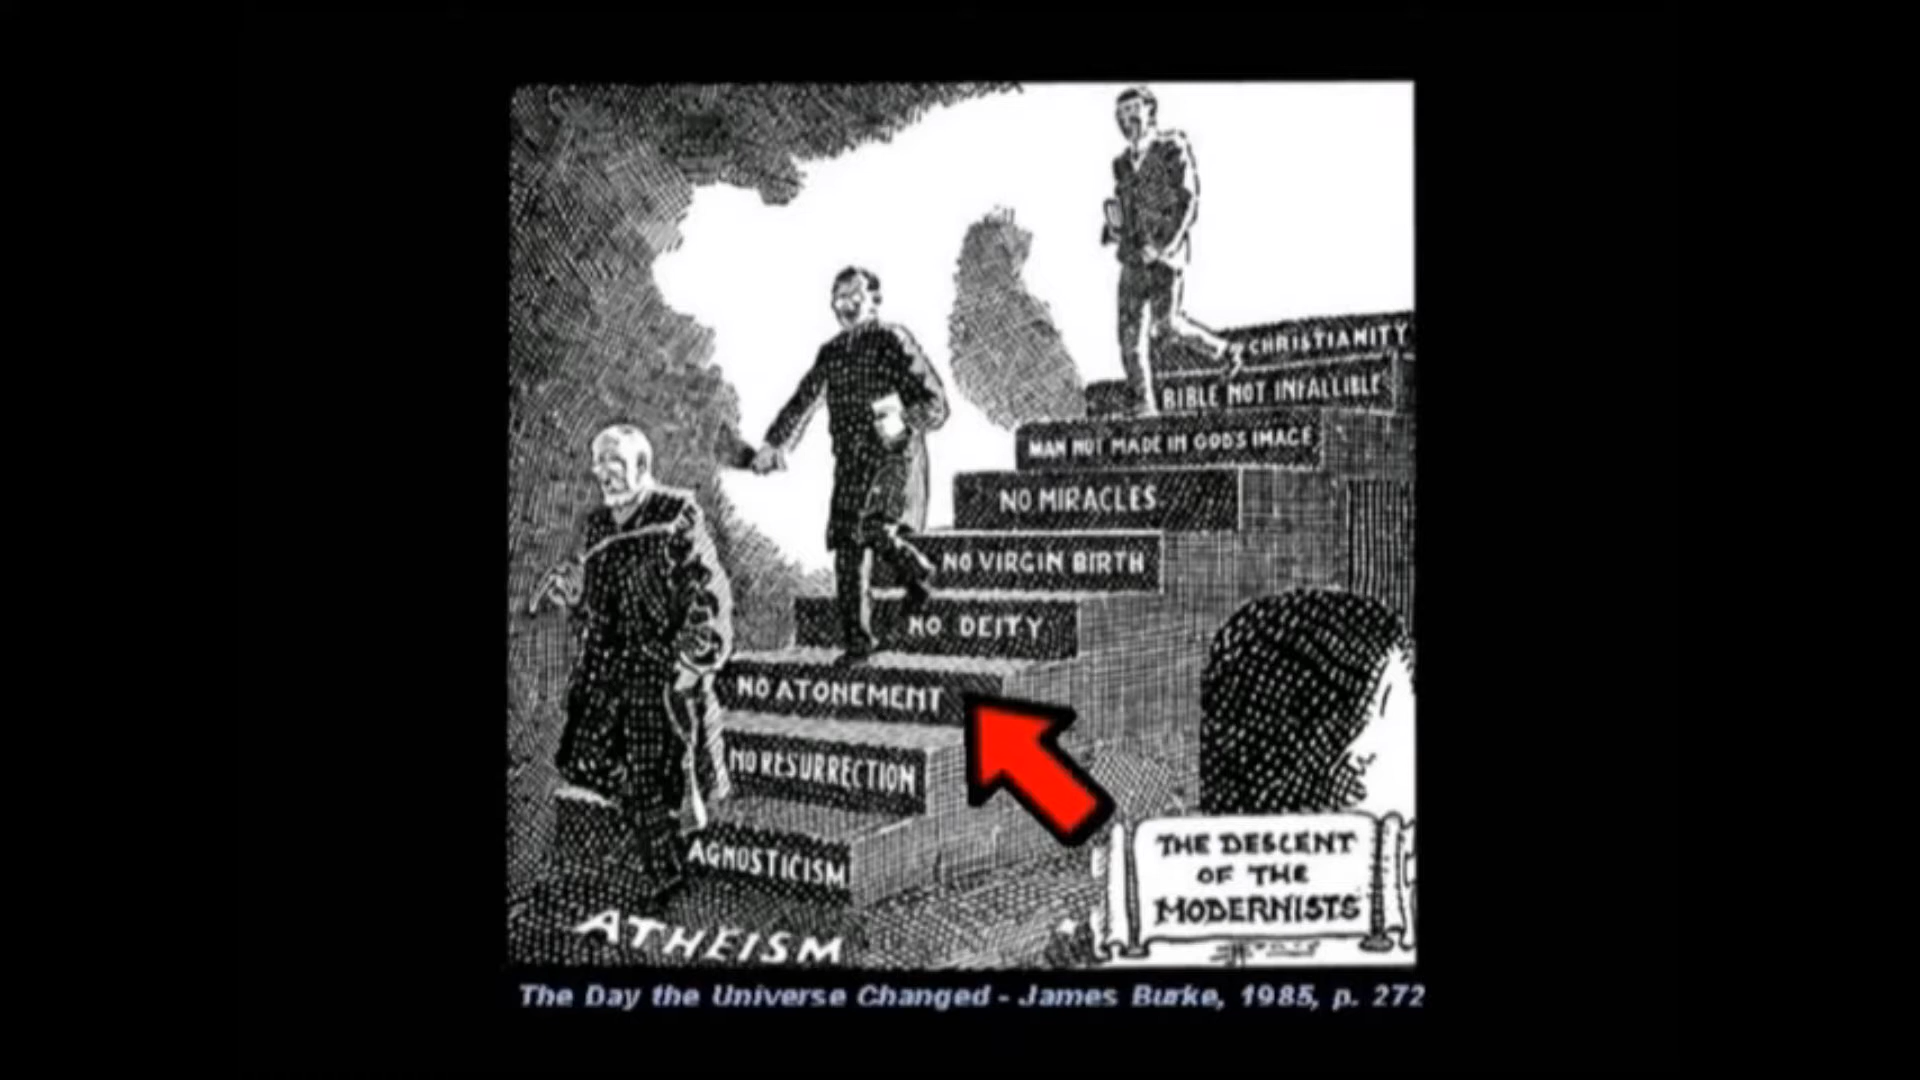 CHRISTIANITY
BIBLE NOT INFALLIBLE
MAN NOT MADE IN GOD'S IMAGE
NO MIRACLES
NO VIRGIN BIRTH
NO DEITY
NO ATONEMENT
NO RESURRECTION
AGNOSTICISM
ATHEISM
THE DESCENT
OF THE
MODERNISTS
The Day the Universe Changed - James Burke, 1985, p. 272